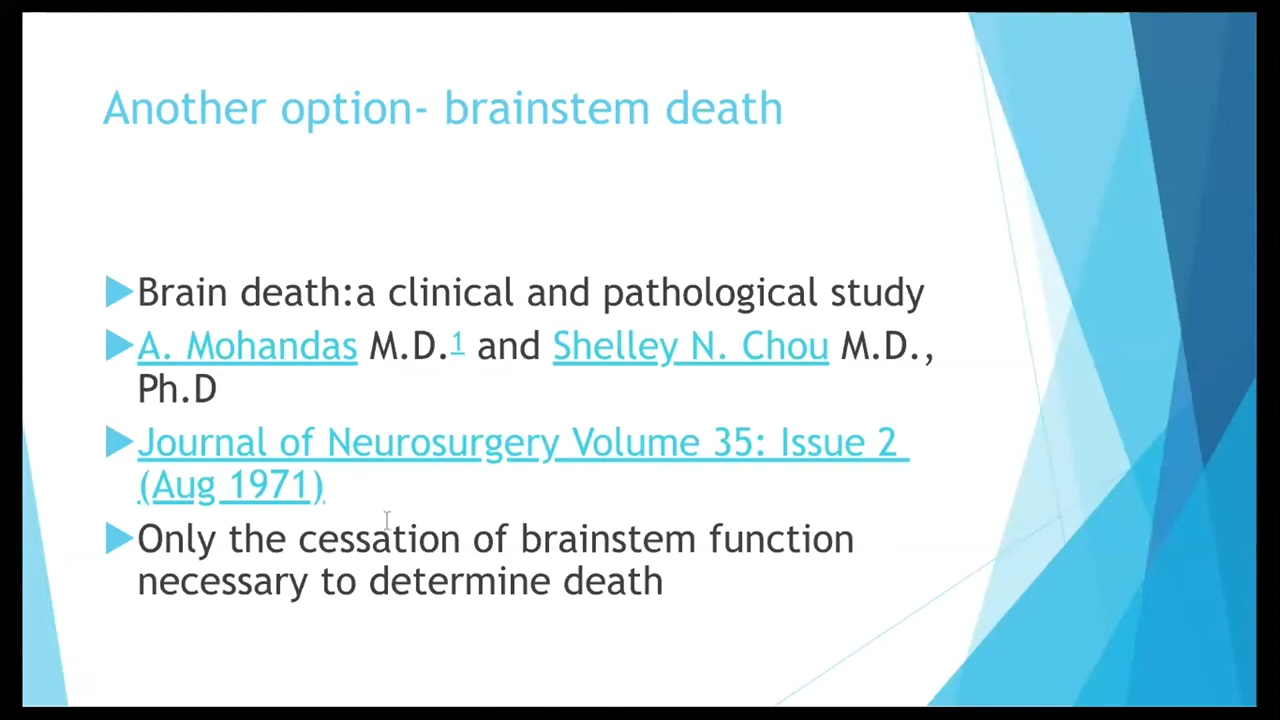 Another option- brainstem death
Brain death:a clinical and pathological study
A. Mohandas M.D.1 and Shelley N. Chou M.D.,
Ph.D
Journal of Neurosurgery Volume 35: Issue 2
(Aug 1971)
Only the cessation of brainstem function
necessary to determine death